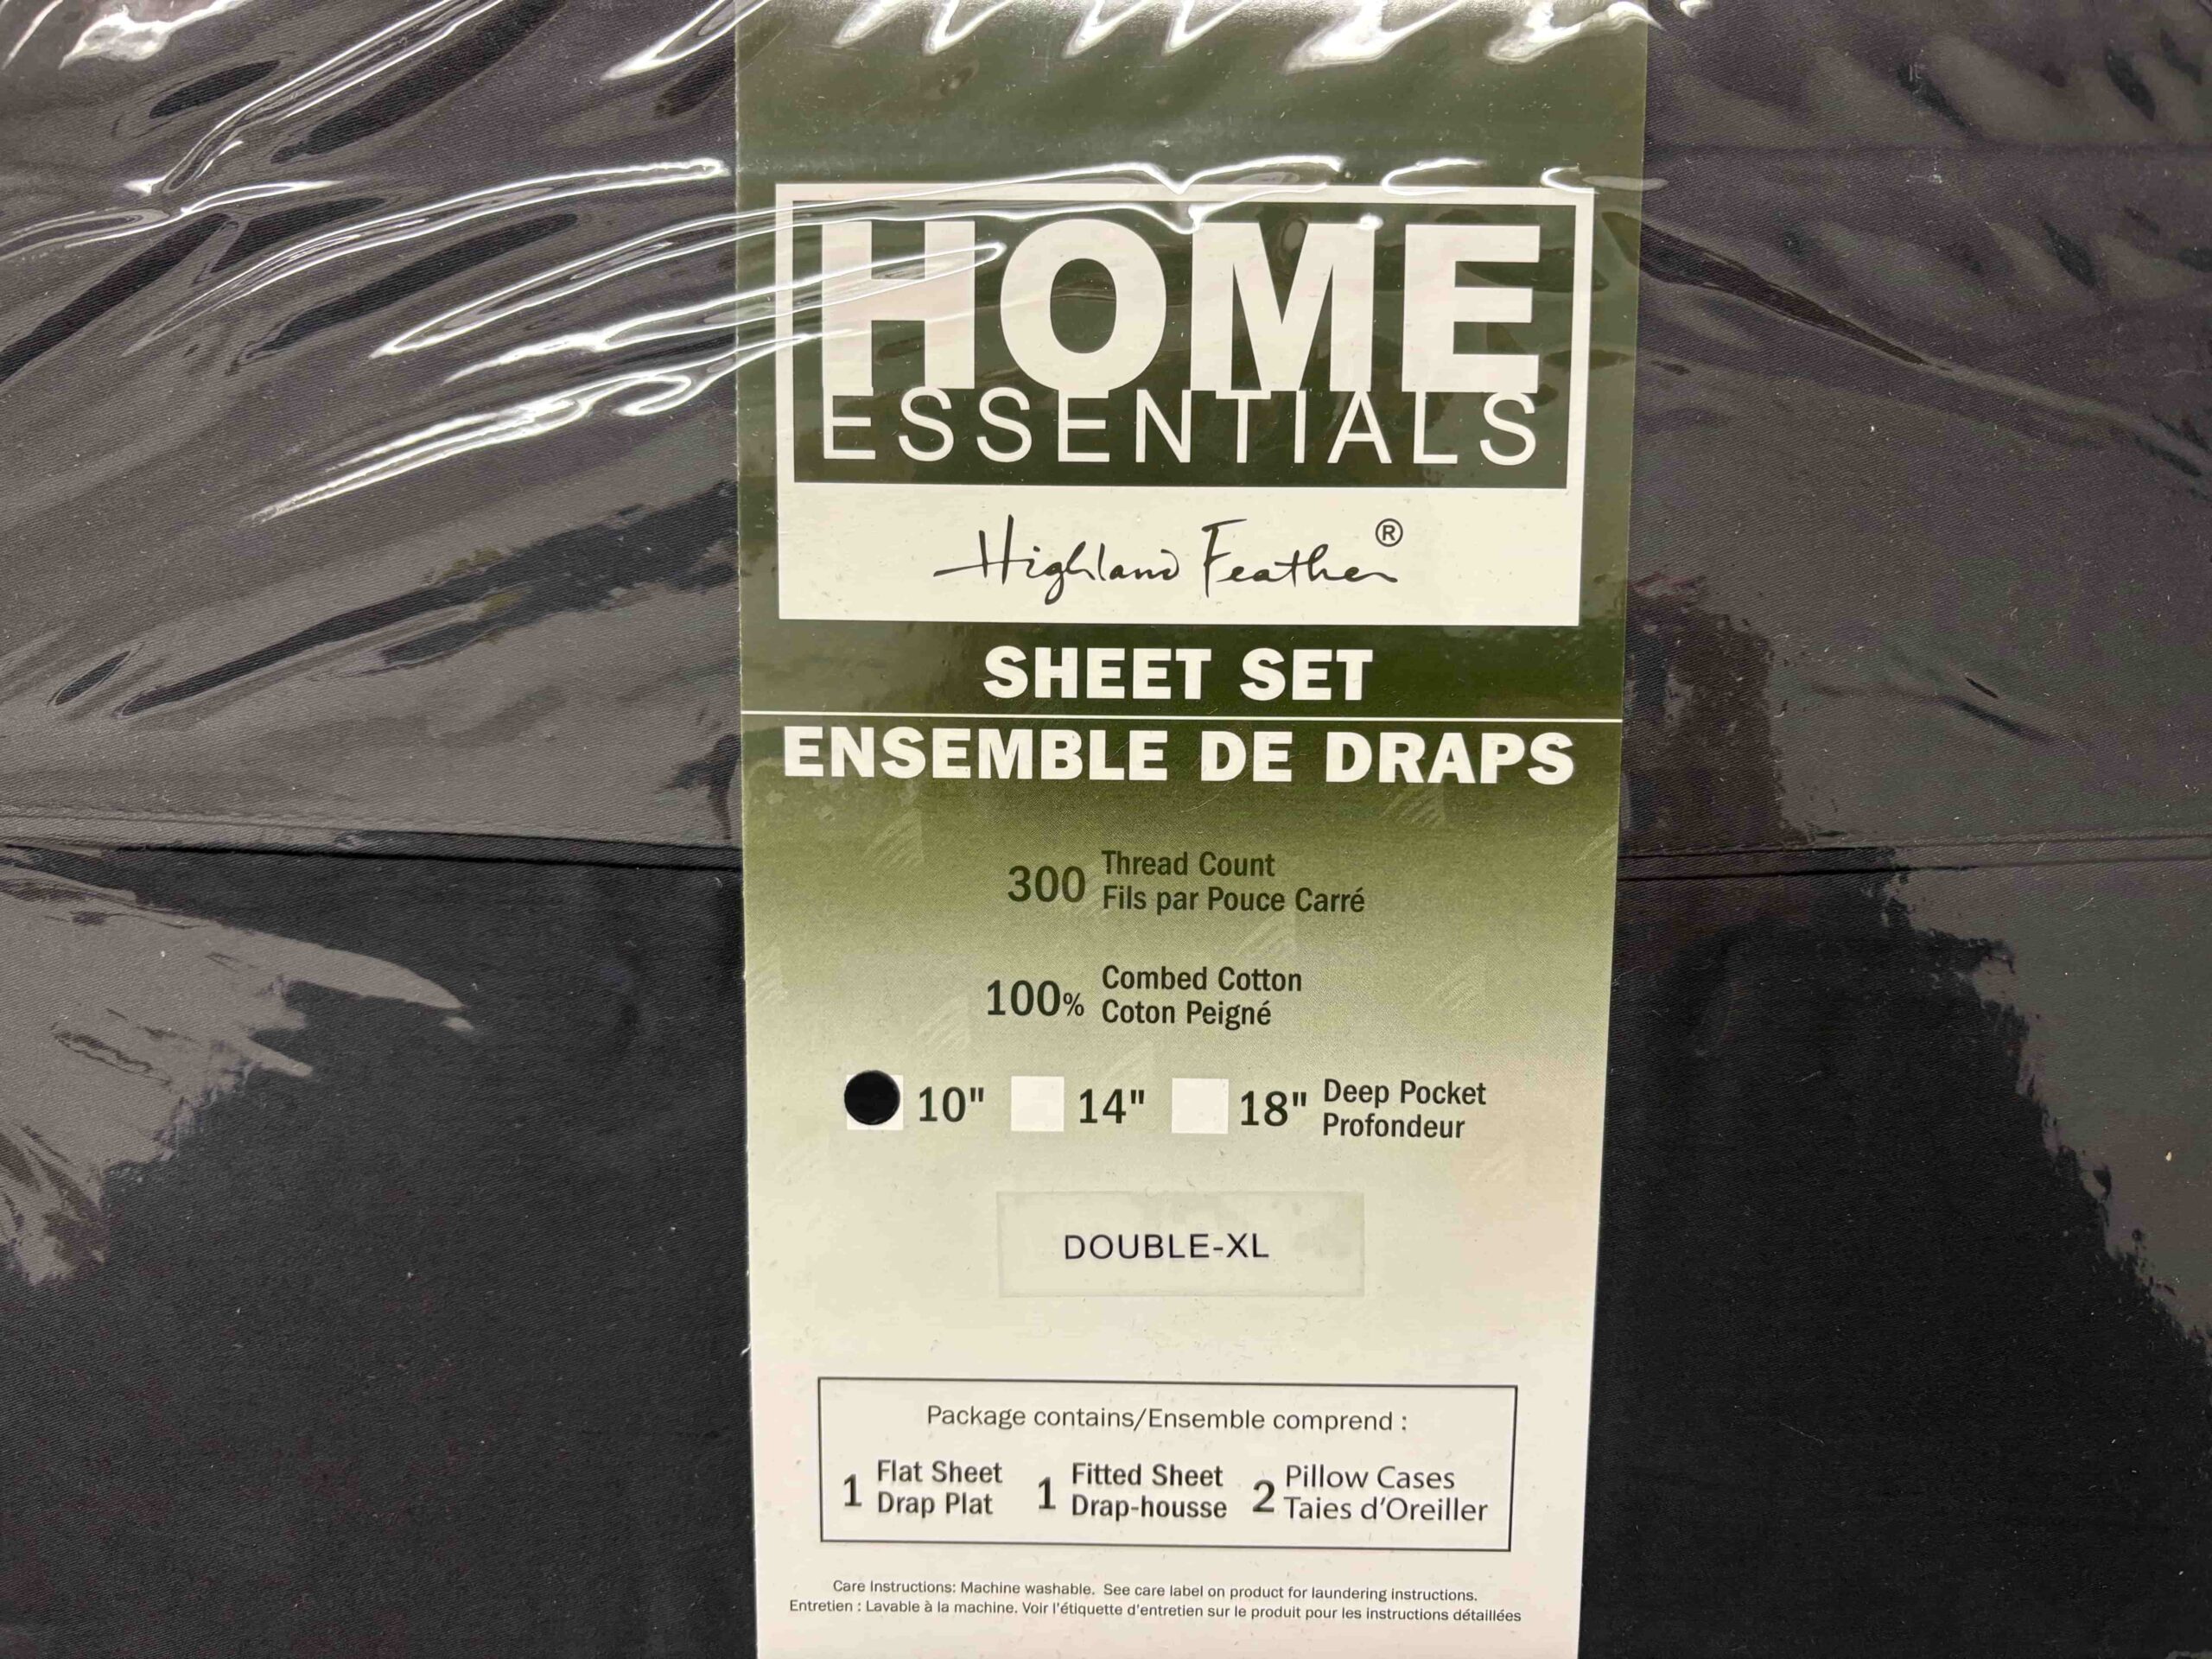 HOME
ESSENTIALS
Highland Feather®
SHEET SET
ENSEMBLE DE DRAPS
300 Thread Count
Fils par Pouce Carré
100% Combed Cotton
Coton Peigné
10" 14" 18" Deep Pocket
Profondeur
DOUBLE-XL
Package contains/Ensemble comprend :
1 Flat Sheet
Drap Plat
1 Fitted Sheet
Drap-housse
2 Pillow Cases
Taies d'Oreiller
Care Instructions: Machine washable. See care label on product for laundering instructions.
Entretien : Lavable à la machine. Voir l'étiquette d'entretien sur le produit pour les instructions détaillées